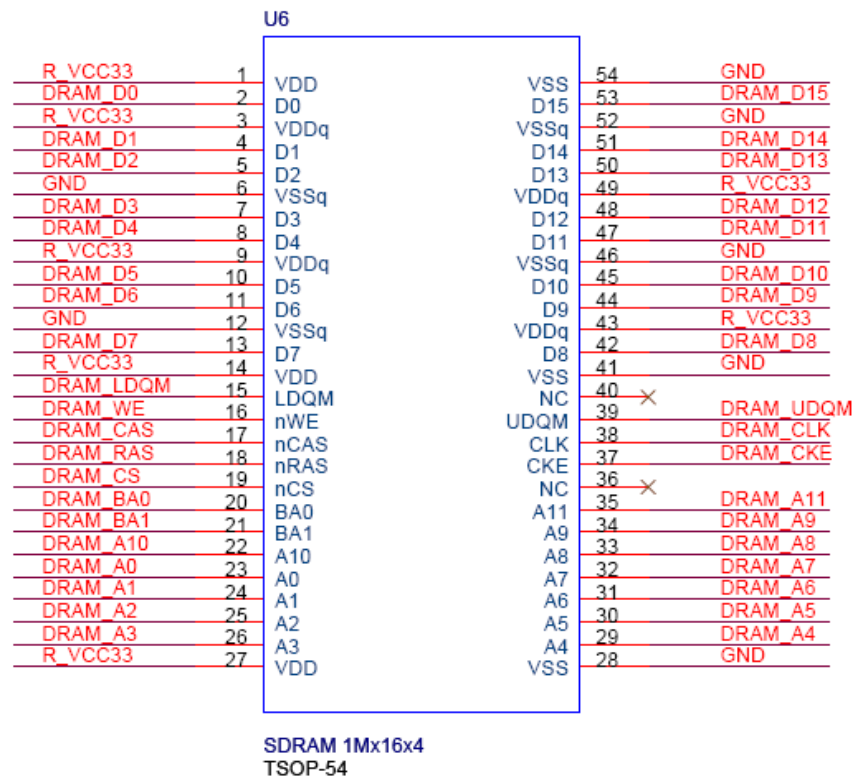 U6
R_VCC33 1 VDD VSS 54 GND
DRAM_D0 2 D0 D15 53 DRAM_D15
R_VCC33 3 VDDq VSSq 52 GND
DRAM_D1 4 D1 D14 51 DRAM_D14
DRAM_D2 5 D2 D13 50 DRAM_D13
GND 6 VSSq VDDq 49 R_VCC33
DRAM_D3 7 D3 D12 48 DRAM_D12
DRAM_D4 8 D4 D11 47 DRAM_D11
R_VCC33 9 VDDq VSSq 46 GND
DRAM_D5 10 D5 D10 45 DRAM_D10
DRAM_D6 11 D6 D9 44 DRAM_D9
GND 12 VSSq VDDq 43 R_VCC33
DRAM_D7 13 D7 D8 42 DRAM_D8
R_VCC33 14 VDD VSS 41 GND
DRAM_LDQM 15 LDQM NC 40
DRAM_WE 16 nWE UDQM 39 DRAM_UDQM
DRAM_CAS 17 nCAS CLK 38 DRAM_CLK
DRAM_RAS 18 nRAS CKE 37 DRAM_CKE
DRAM_CS 19 nCS NC 36
DRAM_BA0 20 BA0 A11 35 DRAM_A11
DRAM_BA1 21 BA1 A9 34 DRAM_A9
DRAM_A10 22 A10 A8 33 DRAM_A8
DRAM_A0 23 A0 A7 32 DRAM_A7
DRAM_A1 24 A1 A6 31 DRAM_A6
DRAM_A2 25 A2 A5 30 DRAM_A5
DRAM_A3 26 A3 A4 29 DRAM_A4
R_VCC33 27 VDD VSS 28 GND
SDRAM 1Mx16x4
TSOP-54